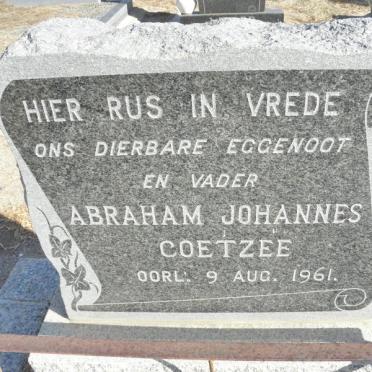 HIER RUS IN VREDE
ONS DIERBARE EGGENOOT
EN VADER
ABRAHAM JOHANNES
COETZEE
OORL. 9 AUG. 1961.